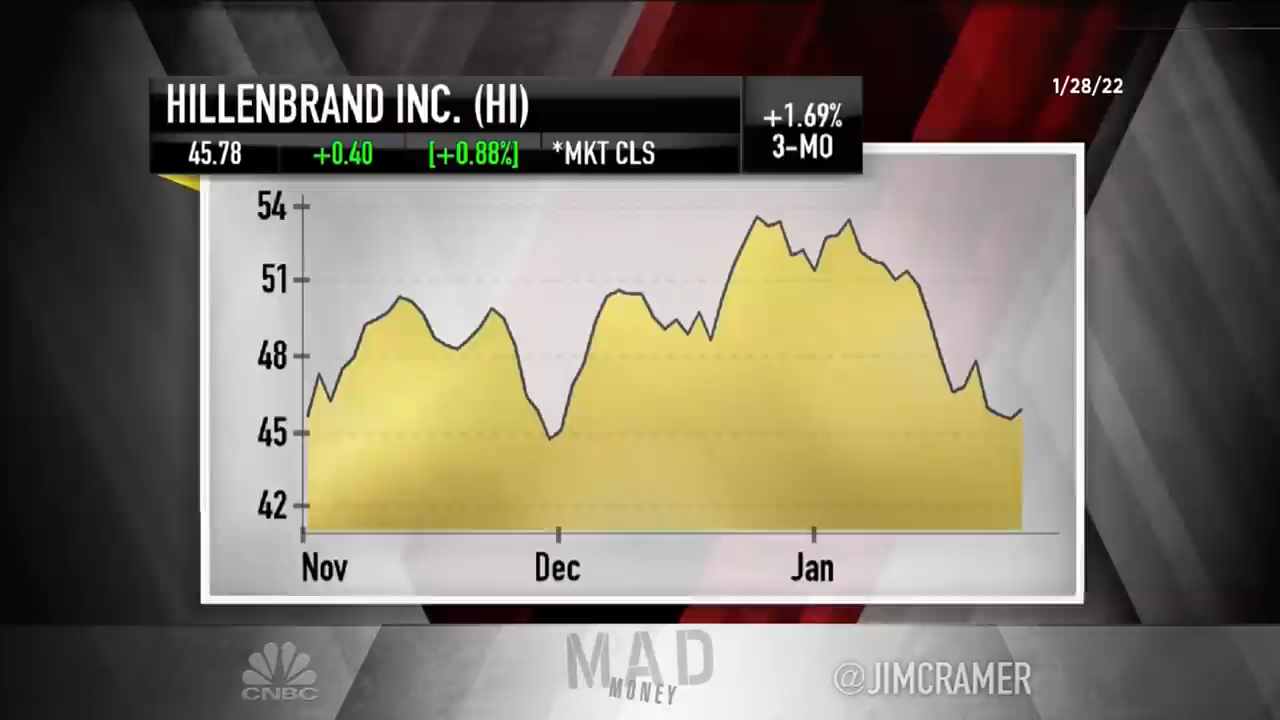 HILLENBRAND INC. (HI)
45.78 +0.40 [+0.88%] *MKT CLS
+1.69%
3-MO
1/28/22
54
51
48
45
42
Nov Dec Jan
CNBC
MAD
MONEY
@JIMCRAMER